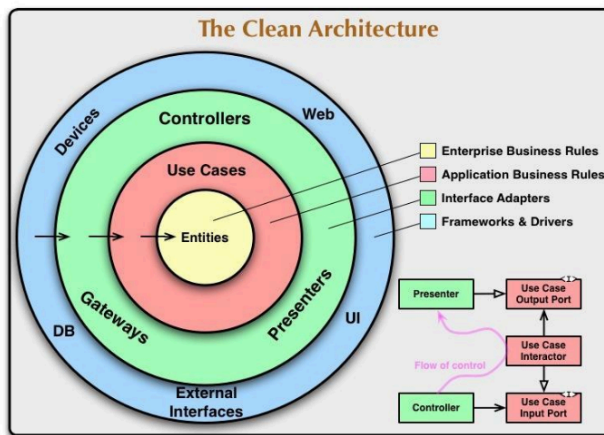 The Clean Architecture
Devices
Web
Controllers
Use Cases
Entities
Gateways
Presenters
DB
UI
External
Interfaces
Enterprise Business Rules
Application Business Rules
Interface Adapters
Frameworks & Drivers
Presenter
<I>
Use Case
Output Port
Use Case
Interactor
Flow of control
Controller
<I>
Use Case
Input Port